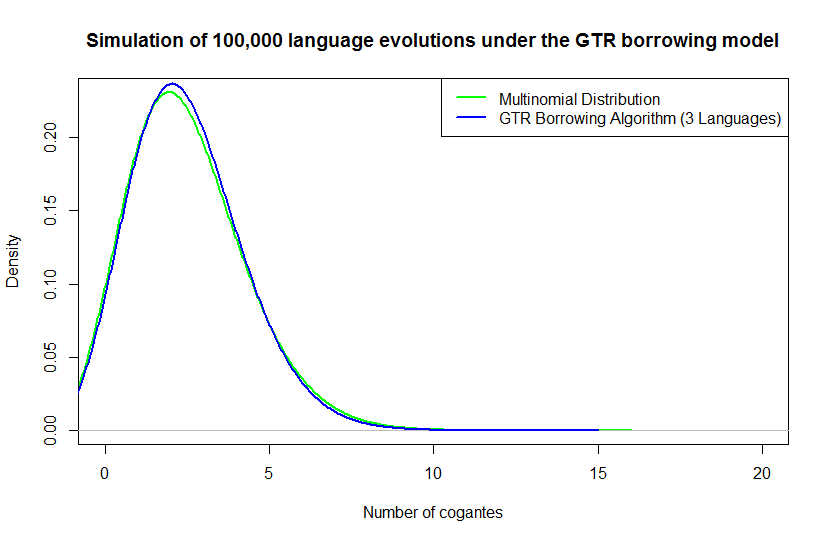 Simulation of 100,000 language evolutions under the GTR borrowing model
Multinomial Distribution
GTR Borrowing Algorithm (3 Languages)
Density
0.20
0.15
0.10
0.05
0.00
0 5 10 15 20
Number of cogantes